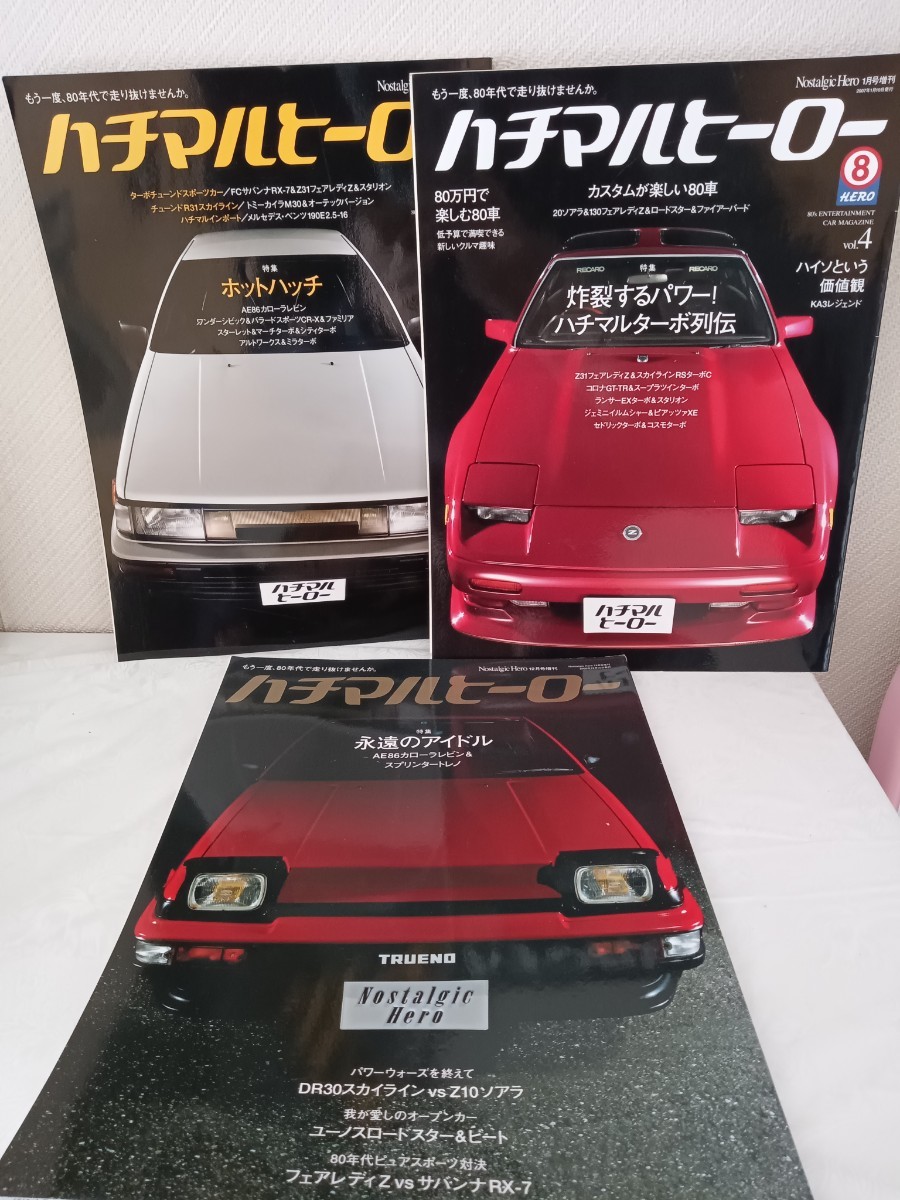 もう一度、80年代で走り抜けませんか。
Nostalgic
ハチマルヒーロ
ターボチューンドスポーツカー/FCサバンナRX-7&Z31フェアレディZ&スタリオン
チューンドR31スカイライン/トミーカイラM30&オーテックバージョン
ハチマルインポート/メルセデス・ベンツ190E2.5-16
特集
ホットハッチ
AE86カローラレビン
ワンダーシビック&バラードスポーツCR-X&ファミリア
スターレット&マーチターボ&シティターボ
アルトワークス&ミラターボ
ハチマル
ヒーロー
もう一度、80年代で走り抜けませんか。
Nostalgic Hero 1月号増刊
ハチマルヒーロー
8
HERO
80's ENTERTAINMENT
CAR MAGAZINE
vol.4
80万円で
楽しむ80車
低予算で満喫できる
新しいクルマ趣味
カスタムが楽しい80車
20ソアラ&130フェアレディZ&ロードスター&ファイアーバード
ハイソという
価値観
KA3レジェンド
RECARO
特集
RECARO
炸裂するパワー!
ハチマルターボ列伝
Z31フェアレディZ&スカイラインRSターボC
コロナGT-TR&スープラツインターボ
ランサーEXターボ&スタリオン
ジェミニイルムシャー&ピアッツァXE
セドリックターボ&コスモターボ
Z
ハチマル
ヒーロー
もう一度、80年代で走り抜けませんか。
Nostalgic Hero 12月号増刊
ハチマルヒーロー
特集
永遠のアイドル
AE86カローラレビン&
スプリンタートレノ
TRUENO
Nostalgic
Hero
パワーウォーズを終えて
DR30スカイライン vs Z10ソアラ
我が愛しのオープンカー
ユーノスロードスター&ビート
80年代ピュアスポーツ対決
フェアレディZ vs サバンナRX-7